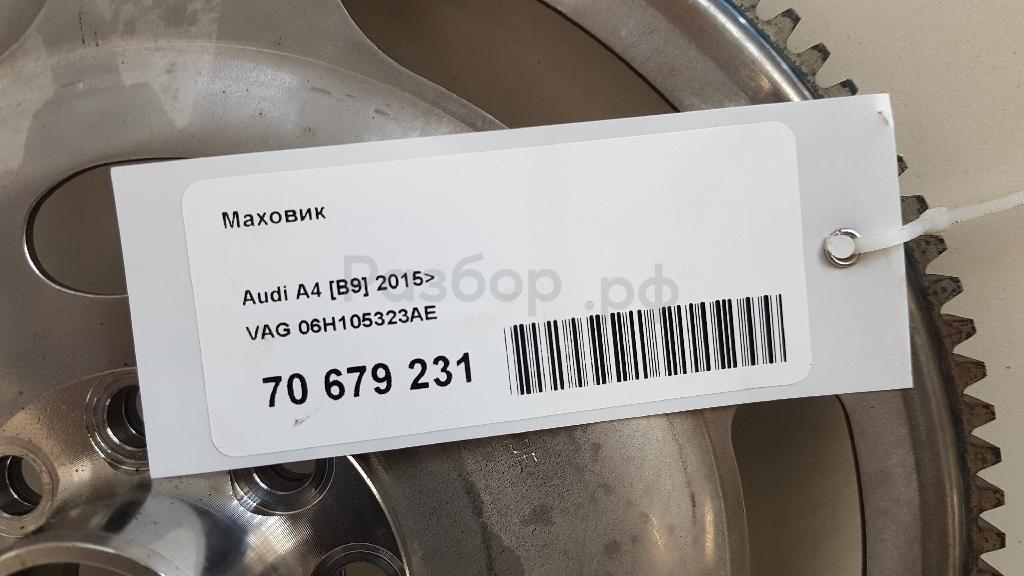 Маховик
Разбор.рф
Audi A4 [B9] 2015>
VAG 06H105323AE
70 679 231